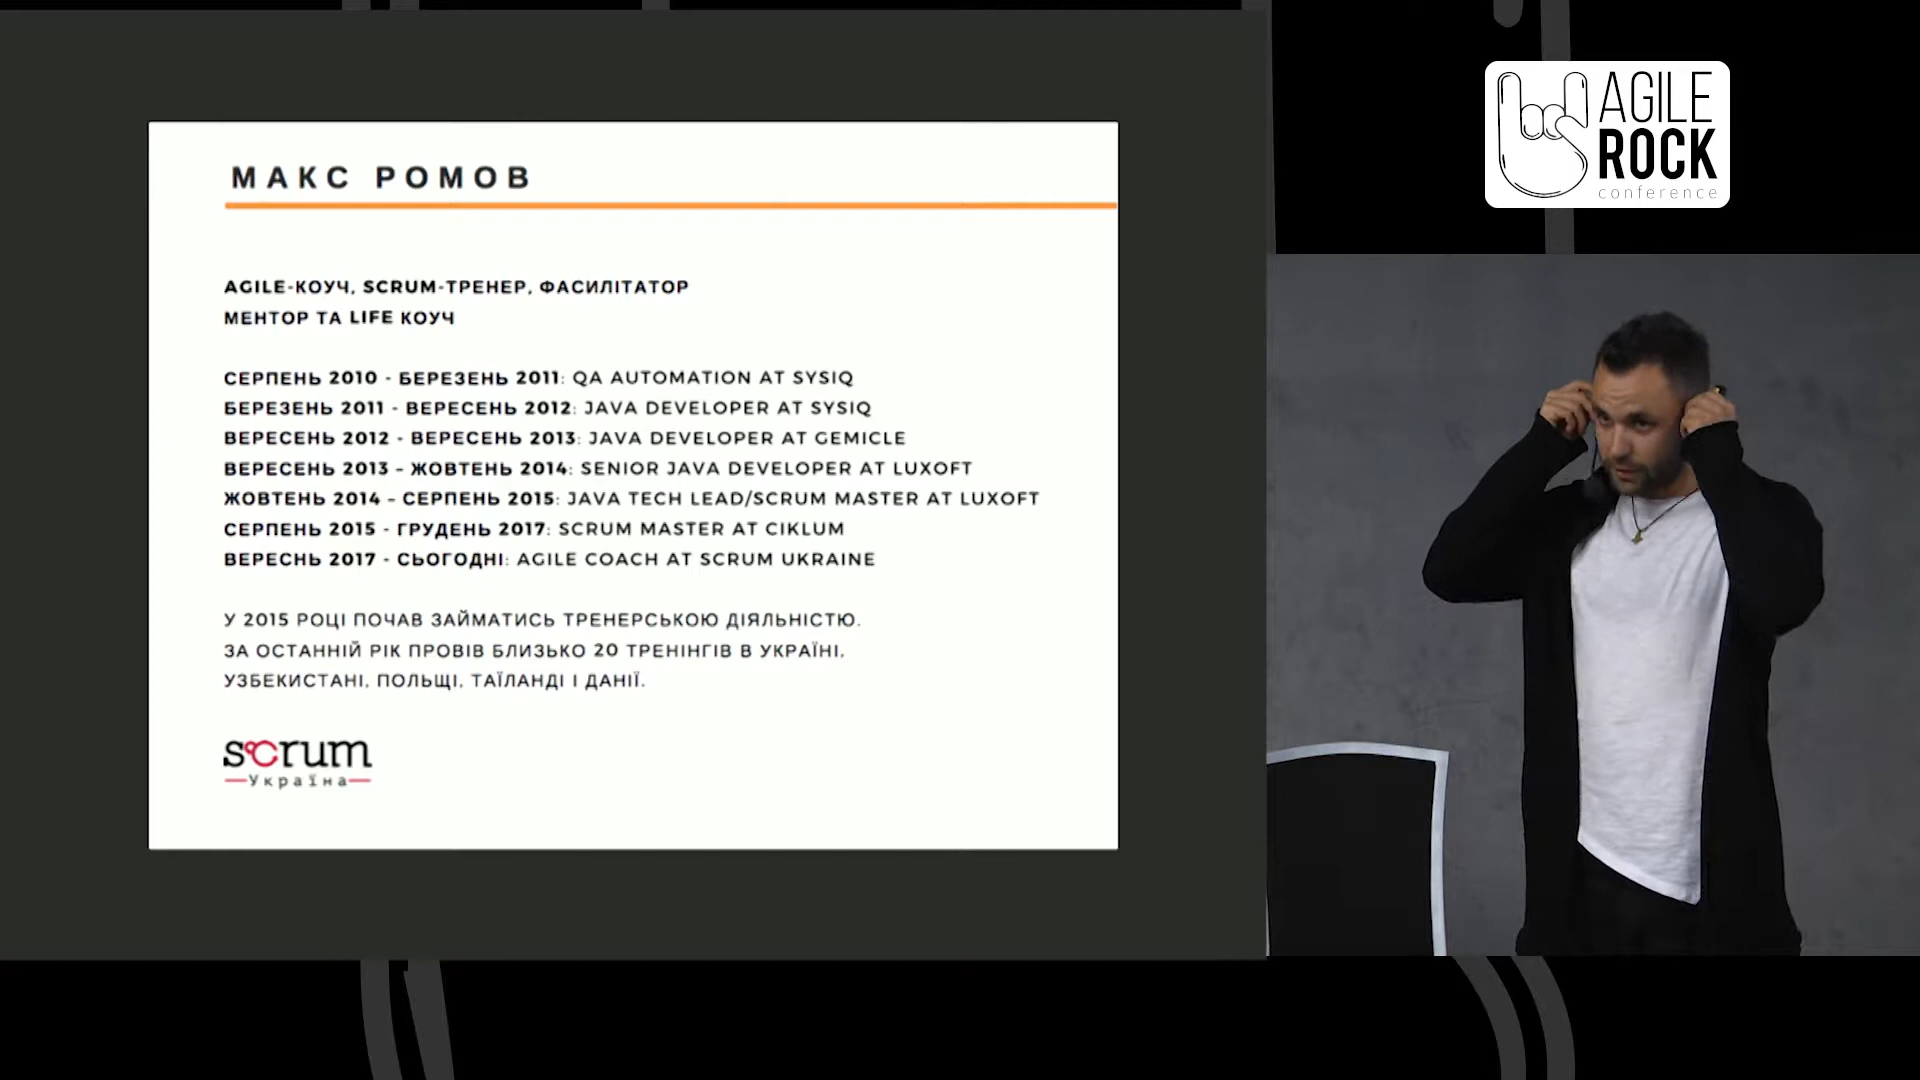 МАКС РОМОВ
AGILE-КОУЧ, SCRUM-ТРЕНЕР, ФАСИЛІТАТОР
МЕНТОР ТА LIFE КОУЧ
СЕРПЕНЬ 2010 - БЕРЕЗЕНЬ 2011: QA AUTOMATION AT SYSIQ
БЕРЕЗЕНЬ 2011 - ВЕРЕСЕНЬ 2012: JAVA DEVELOPER AT SYSIQ
ВЕРЕСЕНЬ 2012 - ВЕРЕСЕНЬ 2013: JAVA DEVELOPER AT GEMICLE
ВЕРЕСЕНЬ 2013 – ЖОВТЕНЬ 2014: SENIOR JAVA DEVELOPER AT LUXOFT
ЖОВТЕНЬ 2014 – СЕРПЕНЬ 2015: JAVA TECH LEAD/SCRUM MASTER AT LUXOFT
СЕРПЕНЬ 2015 - ГРУДЕНЬ 2017: SCRUM MASTER AT CIKLUM
ВЕРЕСНЬ 2017 - СЬОГОДНІ: AGILE COACH AT SCRUM UKRAINE
У 2015 РОЦІ ПОЧАВ ЗАЙМАТИСЬ ТРЕНЕРСЬКОЮ ДІЯЛЬНІСТЮ.
ЗА ОСТАННІЙ РІК ПРОВІВ БЛИЗЬКО 20 ТРЕНІНГІВ В УКРАЇНІ,
УЗБЕКИСТАНІ, ПОЛЬЩІ, ТАЇЛАНДІ І ДАНІЇ.
scrum
Україна
AGILE
ROCK
conference